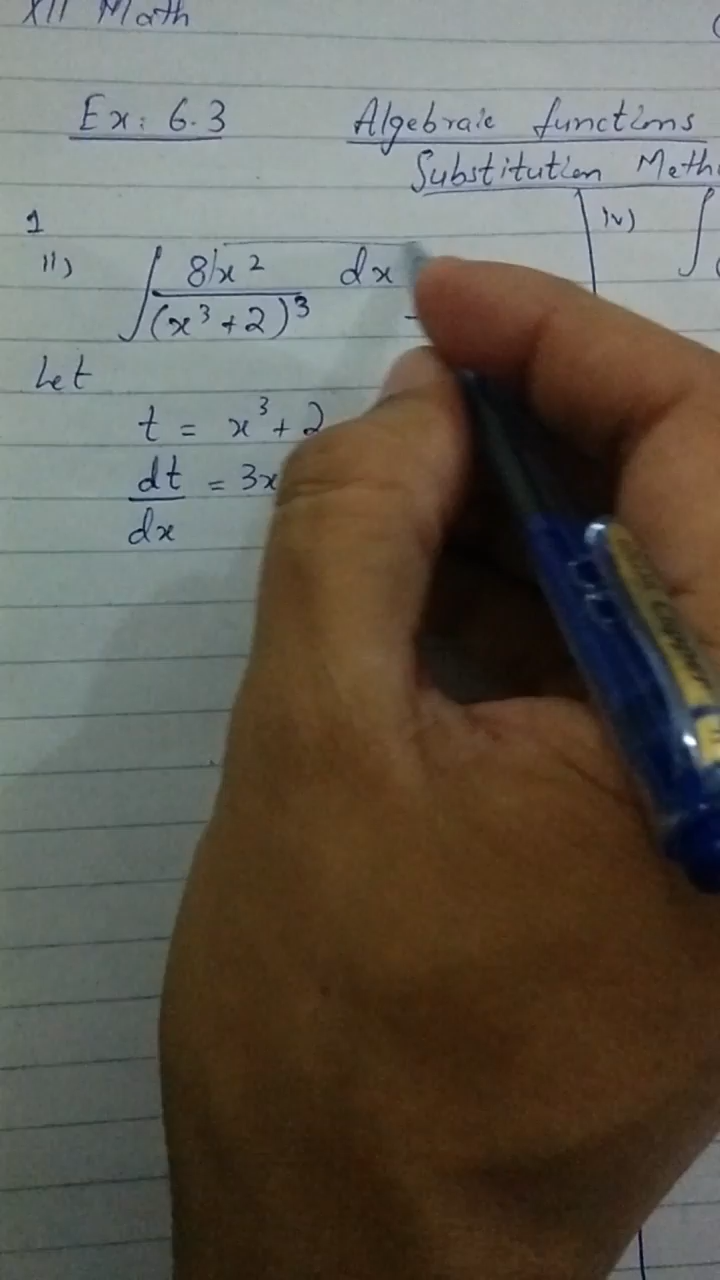 XII Math
Ex: 6.3 Algebraic functions
Substitution
1
ii) ∫ 8x² / (x³+2)³ dx
iv) ∫
Let
t = x³+2
dt/dx = 3x